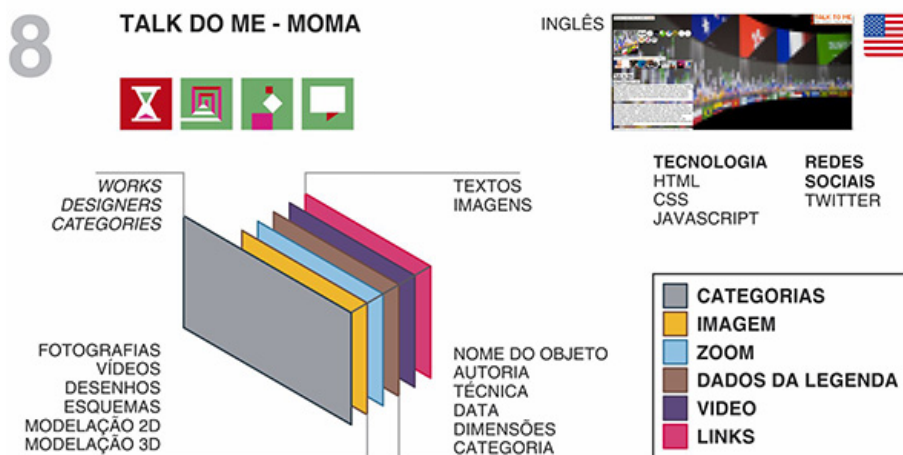 8
TALK DO ME - MOMA
INGLÊS
TALK TO ME
TECNOLOGIA
HTML
CSS
JAVASCRIPT
REDES
SOCIAIS
TWITTER
WORKS
DESIGNERS
CATEGORIES
TEXTOS
IMAGENS
FOTOGRAFIAS
VÍDEOS
DESENHOS
ESQUEMAS
MODELAÇÃO 2D
MODELAÇÃO 3D
NOME DO OBJETO
AUTORIA
TÉCNICA
DATA
DIMENSÕES
CATEGORIA
CATEGORIAS
IMAGEM
ZOOM
DADOS DA LEGENDA
VIDEO
LINKS